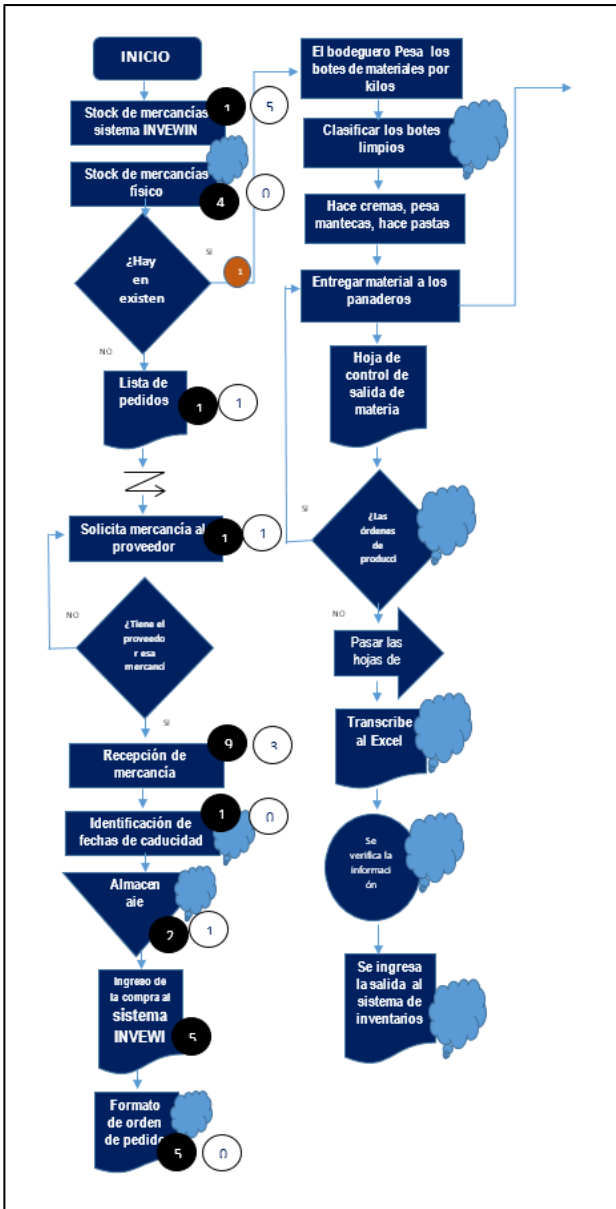 INICIO
Stock de mercancías
sistema INVEWIN
1
5
Stock de mercancías
físico
4
0
¿Hay
en
existen
SI
1
NO
Lista de
pedidos
1
1
Solicita mercancía al
proveedor
1
1
NO
¿Tiene el
proveedo
r esa
mercancí
SI
Recepción de
mercancía
9
3
Identificación de
fechas de caducidad
1
0
Almacen
aje
2
1
Ingreso de
la compra al
sistema
INVEWI
5
Formato
de orden
de pedido
5
0
El bodeguero Pesa los
botes de materiales por
kilos
Clasificar los botes
limpios
Hace cremas, pesa
mantecas, hace pastas
Entregar material a los
panaderos
Hoja de
control de
salida de
materia
SI
¿Las
órdenes
de
producci
NO
Pasar las
hojas de
Transcribe
al Excel
Se
verifica la
informaci
ón
Se ingresa
la salida al
sistema de
inventarios